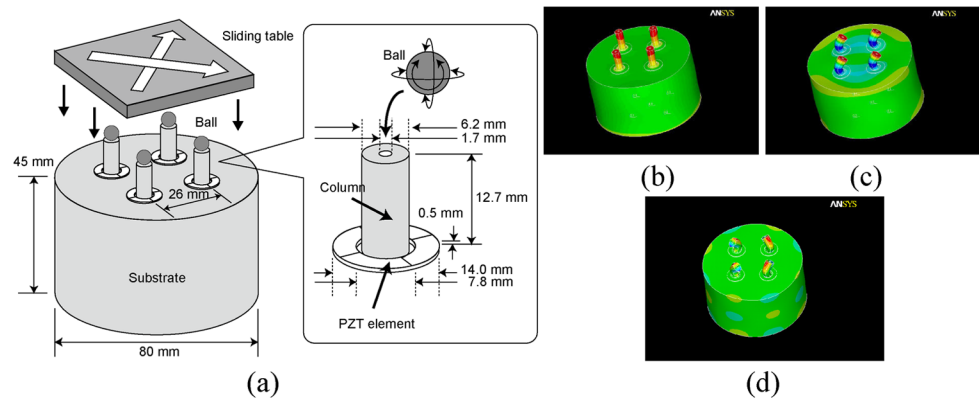 Sliding table
Ball
45 mm
26 mm
Substrate
80 mm
Ball
6.2 mm
1.7 mm
Column
12.7 mm
0.5 mm
14.0 mm
7.8 mm
PZT element
(a)
ANSYS
(b)
ANSYS
(c)
ANSYS
(d)